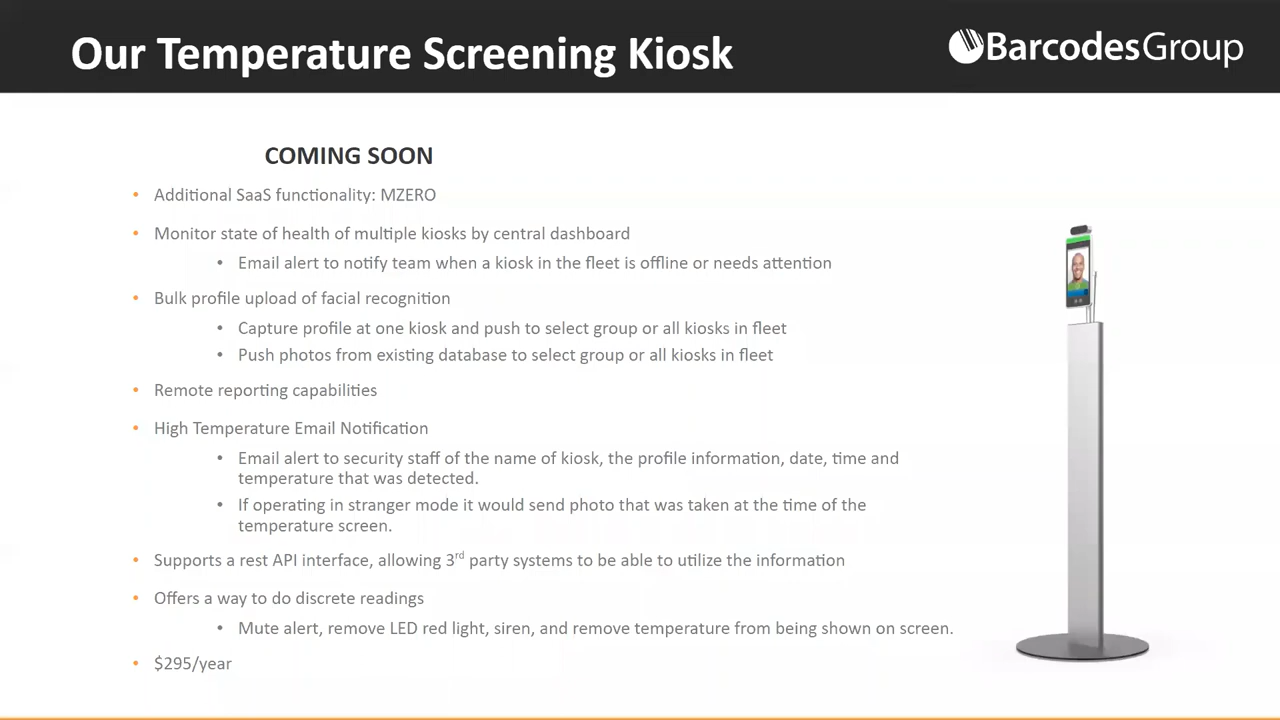 Our Temperature Screening Kiosk
BarcodesGroup
COMING SOON
• Additional SaaS functionality: MZERO
• Monitor state of health of multiple kiosks by central dashboard
• Email alert to notify team when a kiosk in the fleet is offline or needs attention
• Bulk profile upload of facial recognition
• Capture profile at one kiosk and push to select group or all kiosks in fleet
• Push photos from existing database to select group or all kiosks in fleet
• Remote reporting capabilities
• High Temperature Email Notification
• Email alert to security staff of the name of kiosk, the profile information, date, time and
temperature that was detected.
• If operating in stranger mode it would send photo that was taken at the time of the
temperature screen.
• Supports a rest API interface, allowing 3rd party systems to be able to utilize the information
• Offers a way to do discrete readings
• Mute alert, remove LED red light, siren, and remove temperature from being shown on screen.
• $295/year